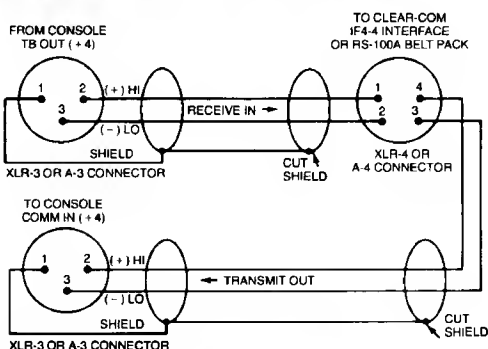 FROM CONSOLE
TB OUT (+4)
TO CLEAR-COM
IF4-4 INTERFACE
OR RS-100A BELT PACK
1
2
3
(+) HI
(−) LO
RECEIVE IN →
SHIELD
CUT
SHIELD
1
4
2
3
XLR-4 OR
A-4 CONNECTOR
XLR-3 OR A-3 CONNECTOR
TO CONSOLE
COMM IN (+4)
1
2
3
(+) HI
(−) LO
← TRANSMIT OUT
SHIELD
CUT
SHIELD
XLR-3 OR A-3 CONNECTOR